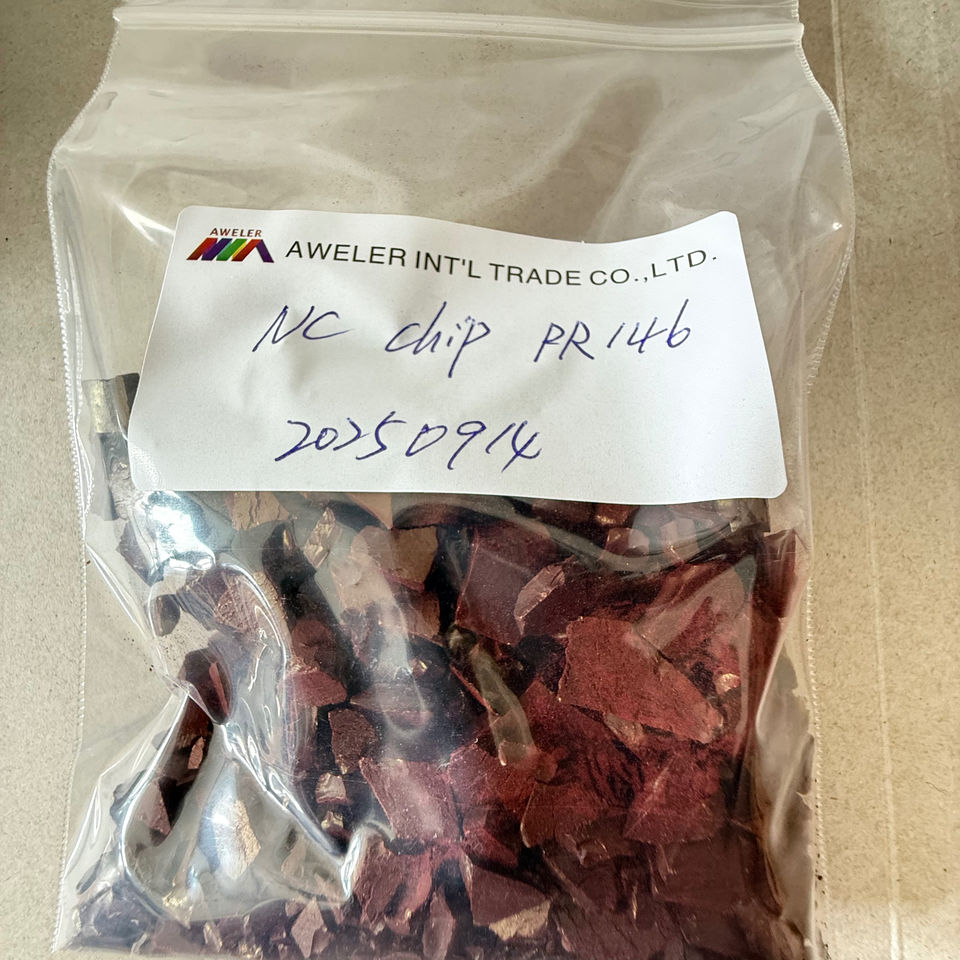 AWELER
AWELER INT'L TRADE CO.,LTD.
NC chip PR146
20250914